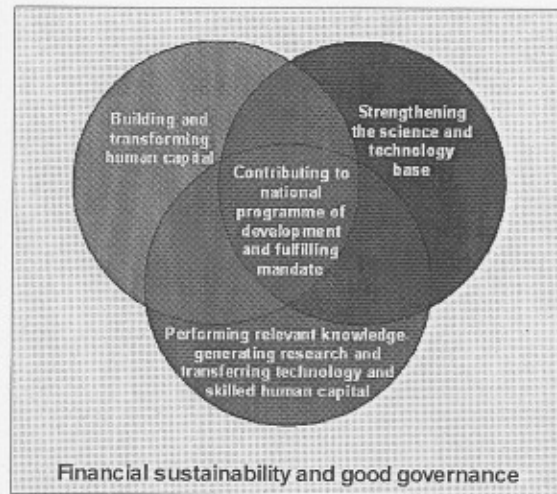 Building and
transforming
human capital
Strengthening
the science and
technology
base
Contributing to
national
programme of
development
and fulfilling
mandate
Performing relevant knowledge
generating research and
transferring technology and
skilled human capital
Financial sustainability and good governance